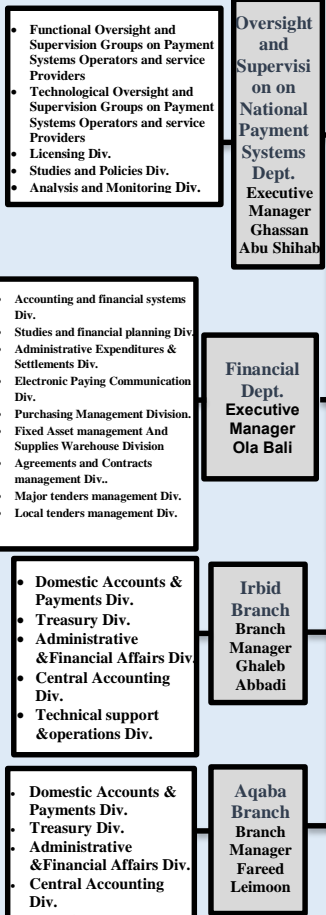 • Functional Oversight and
Supervision Groups on Payment
Systems Operators and service
Providers
• Technological Oversight and
Supervision Groups on Payment
Systems Operators and service
Providers
• Licensing Div.
• Studies and Policies Div.
• Analysis and Monitoring Div.
Oversight
and
Supervisi
on on
National
Payment
Systems
Dept.
Executive
Manager
Ghassan
Abu Shihab
• Accounting and financial systems
Div.
• Studies and financial planning Div.
• Administrative Expenditures &
Settlements Div.
• Electronic Paying Communication
Div.
• Purchasing Management Division.
• Fixed Asset management And
Supplies Warehouse Division
• Agreements and Contracts
management Div..
• Major tenders management Div.
• Local tenders management Div.
Financial
Dept.
Executive
Manager
Ola Bali
• Domestic Accounts &
Payments Div.
• Treasury Div.
• Administrative
&Financial Affairs Div.
• Central Accounting
Div.
• Technical support
&operations Div.
Irbid
Branch
Branch
Manager
Ghaleb
Abbadi
• Domestic Accounts &
Payments Div.
• Treasury Div.
• Administrative
&Financial Affairs Div.
• Central Accounting
Div.
Aqaba
Branch
Branch
Manager
Fareed
Leimoon